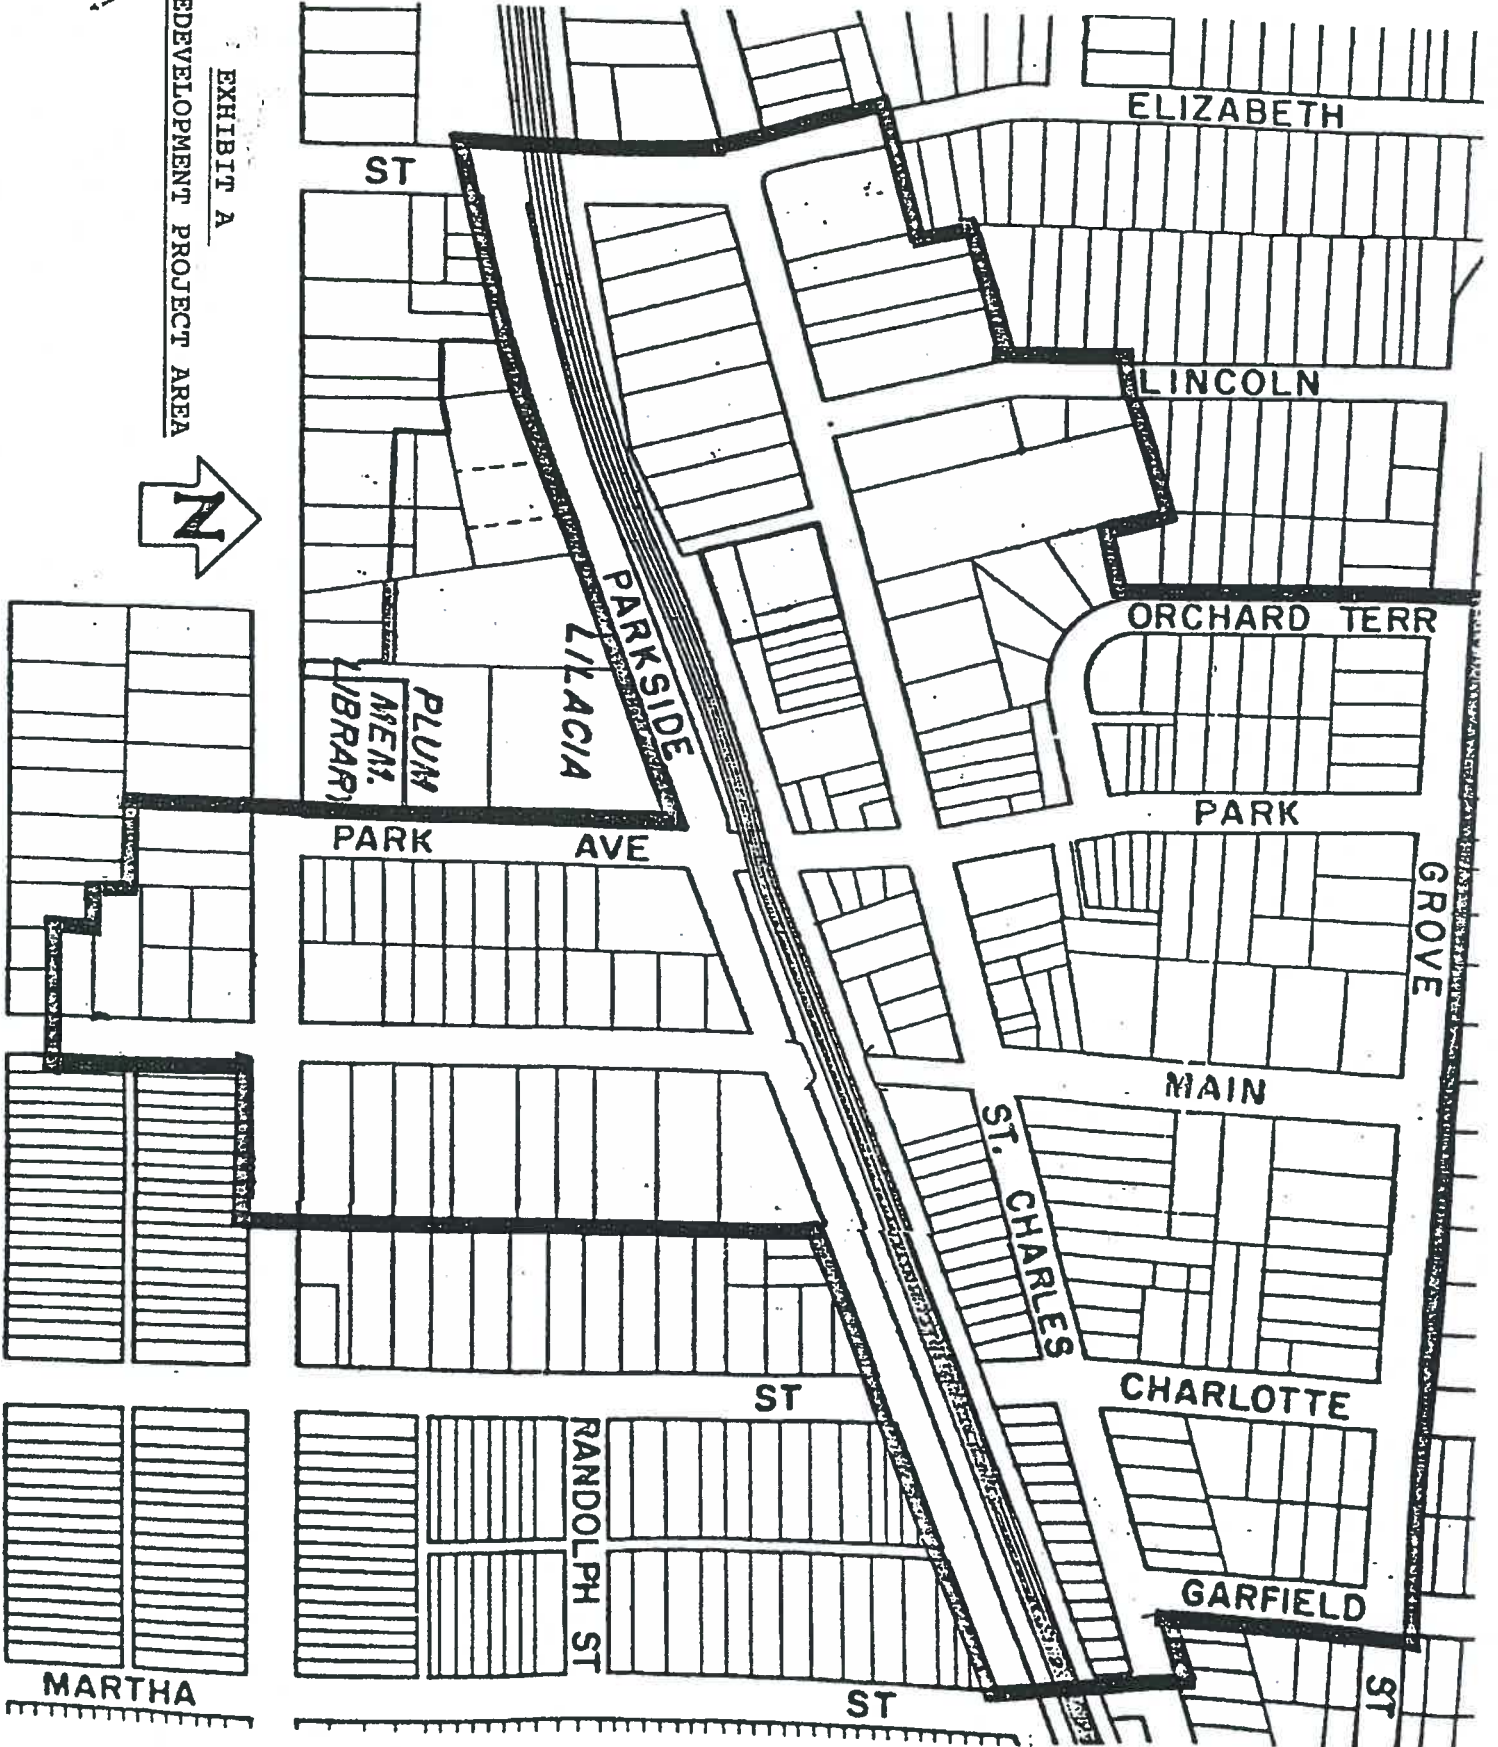 EXHIBIT A
EDEVELOPMENT PROJECT AREA
N
ELIZABETH
ST
LINCOLN
ORCHARD TERR
PARKSIDE
LILACIA
PLUM
MEM.
LIBRARY
PARK
PARK AVE
GROVE
MAIN
ST. CHARLES
CHARLOTTE
ST
RANDOLPH ST
GARFIELD
ST
MARTHA
ST